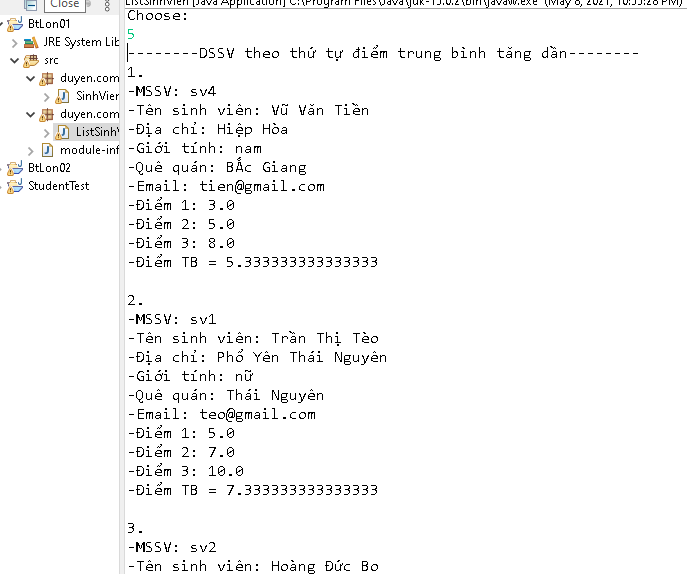 ListSinhVien [Java Application] C:\Program Files\Java\jdk-15.0.2\bin\javaw.exe (May 8, 2021, 10:55:28 PM)
Close
BtLon01
JRE System Lib
src
duyen.com
SinhVien
duyen.com
ListSinhV
module-inf
BtLon02
StudentTest
Choose:
5
--------DSSV theo thứ tự điểm trung bình tăng dần--------
1.
-MSSV: sv4
-Tên sinh viên: Vũ Văn Tiền
-Địa chỉ: Hiệp Hòa
-Giới tính: nam
-Quê quán: BẮc Giang
-Email: tien@gmail.com
-Điểm 1: 3.0
-Điểm 2: 5.0
-Điểm 3: 8.0
-Điểm TB = 5.333333333333333
2.
-MSSV: sv1
-Tên sinh viên: Trần Thị Tèo
-Địa chỉ: Phổ Yên Thái Nguyên
-Giới tính: nữ
-Quê quán: Thái Nguyên
-Email: teo@gmail.com
-Điểm 1: 5.0
-Điểm 2: 7.0
-Điểm 3: 10.0
-Điểm TB = 7.333333333333333
3.
-MSSV: sv2
-Tên sinh viên: Hoàng Đức Bo